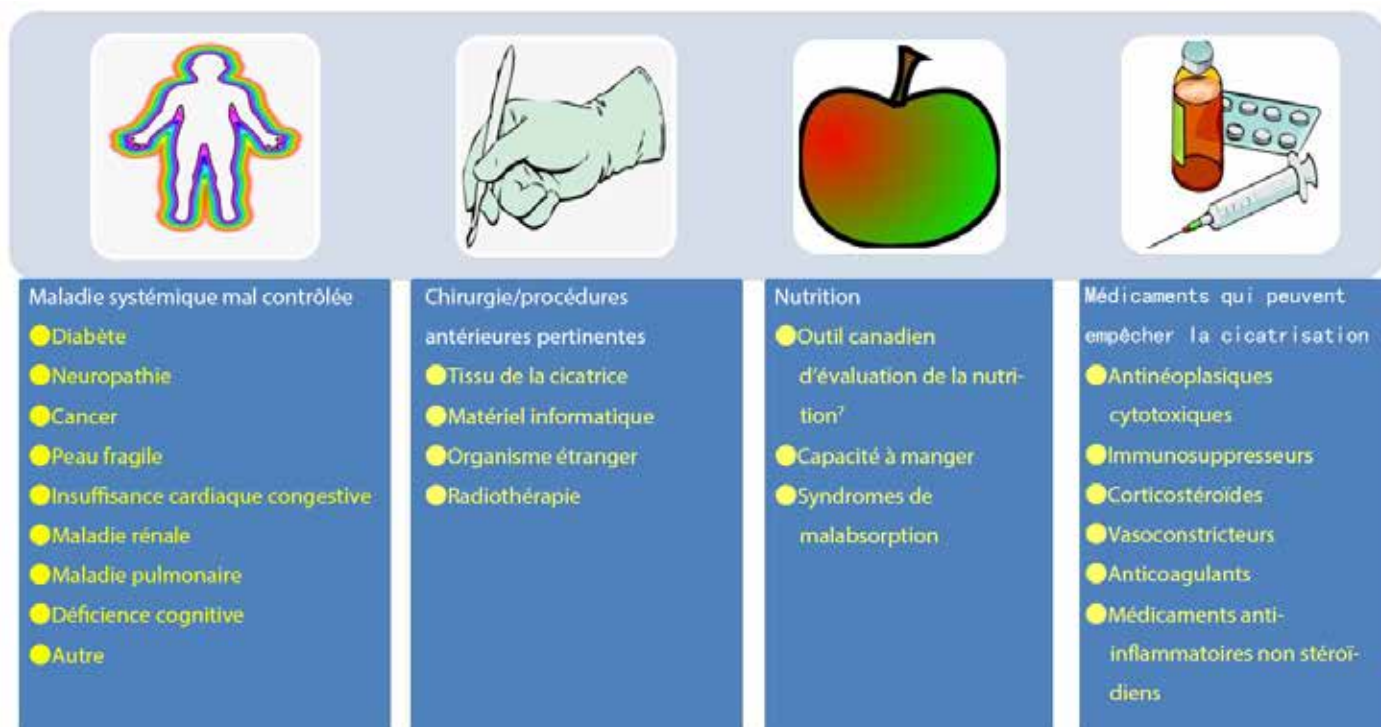 Maladie systémique mal contrôlée
Diabète
Neuropathie
Cancer
Peau fragile
Insuffisance cardiaque congestive
Maladie rénale
Maladie pulmonaire
Déficience cognitive
Autre
Chirurgie/procédures
antérieures pertinentes
Tissu de la cicatrice
Matériel informatique
Organisme étranger
Radiothérapie
Nutrition
Outil canadien
d'évaluation de la nutri-
tion⁷
Capacité à manger
Syndromes de
malabsorption
Médicaments qui peuvent
empêcher la cicatrisation
Antinéoplasiques
cytotoxiques
Immunosuppresseurs
Corticostéroïdes
Vasoconstricteurs
Anticoagulants
Médicaments anti-
inflammatoires non stéroï-
diens